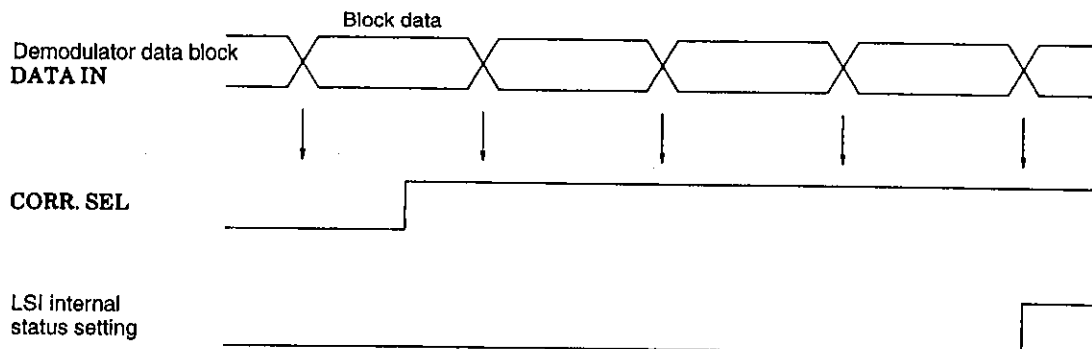 Block data
Demodulator data block
DATA IN
CORR. SEL
LSI internal
status setting